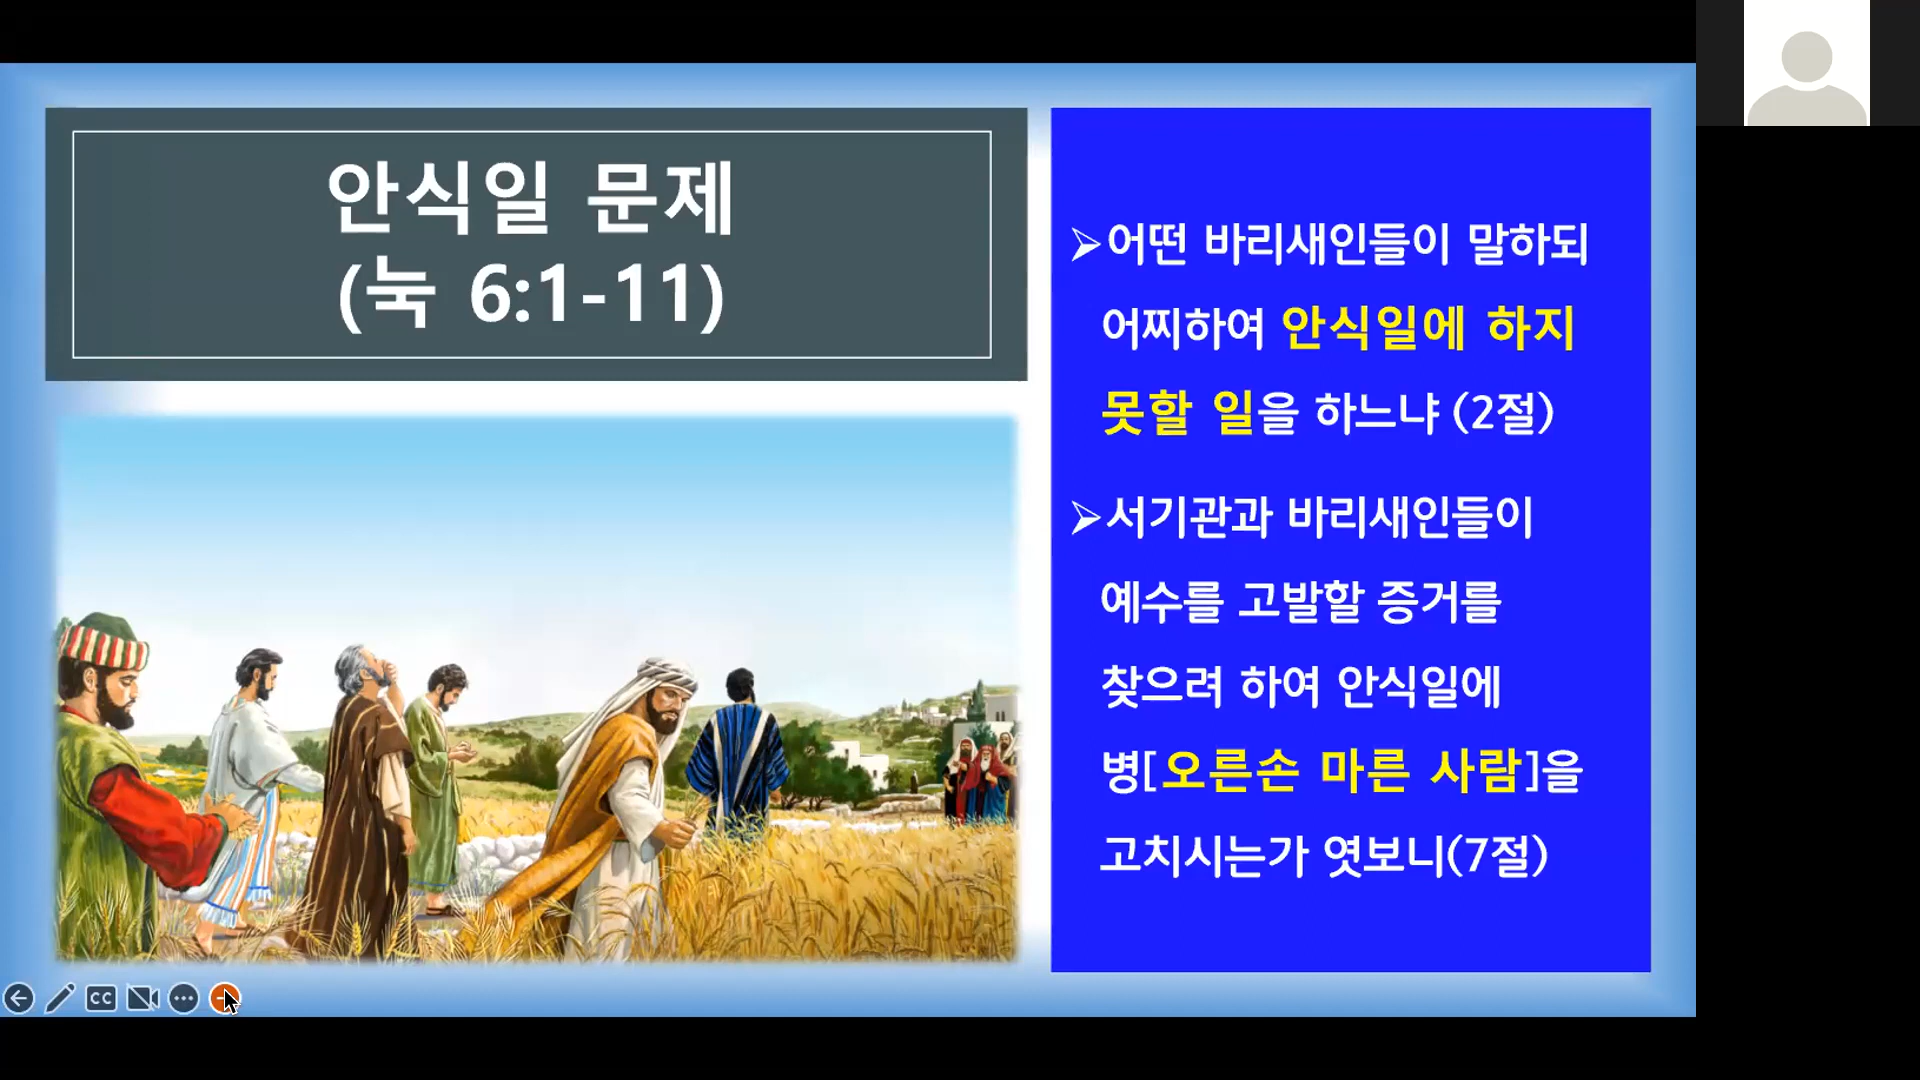 안식일 문제
(눅 6:1-11)
➢어떤 바리새인들이 말하되
어찌하여 안식일에 하지
못할 일을 하느냐 (2절)
➢서기관과 바리새인들이
예수를 고발할 증거를
찾으려 하여 안식일에
병[오른손 마른 사람]을
고치시는가 엿보니(7절)
CC